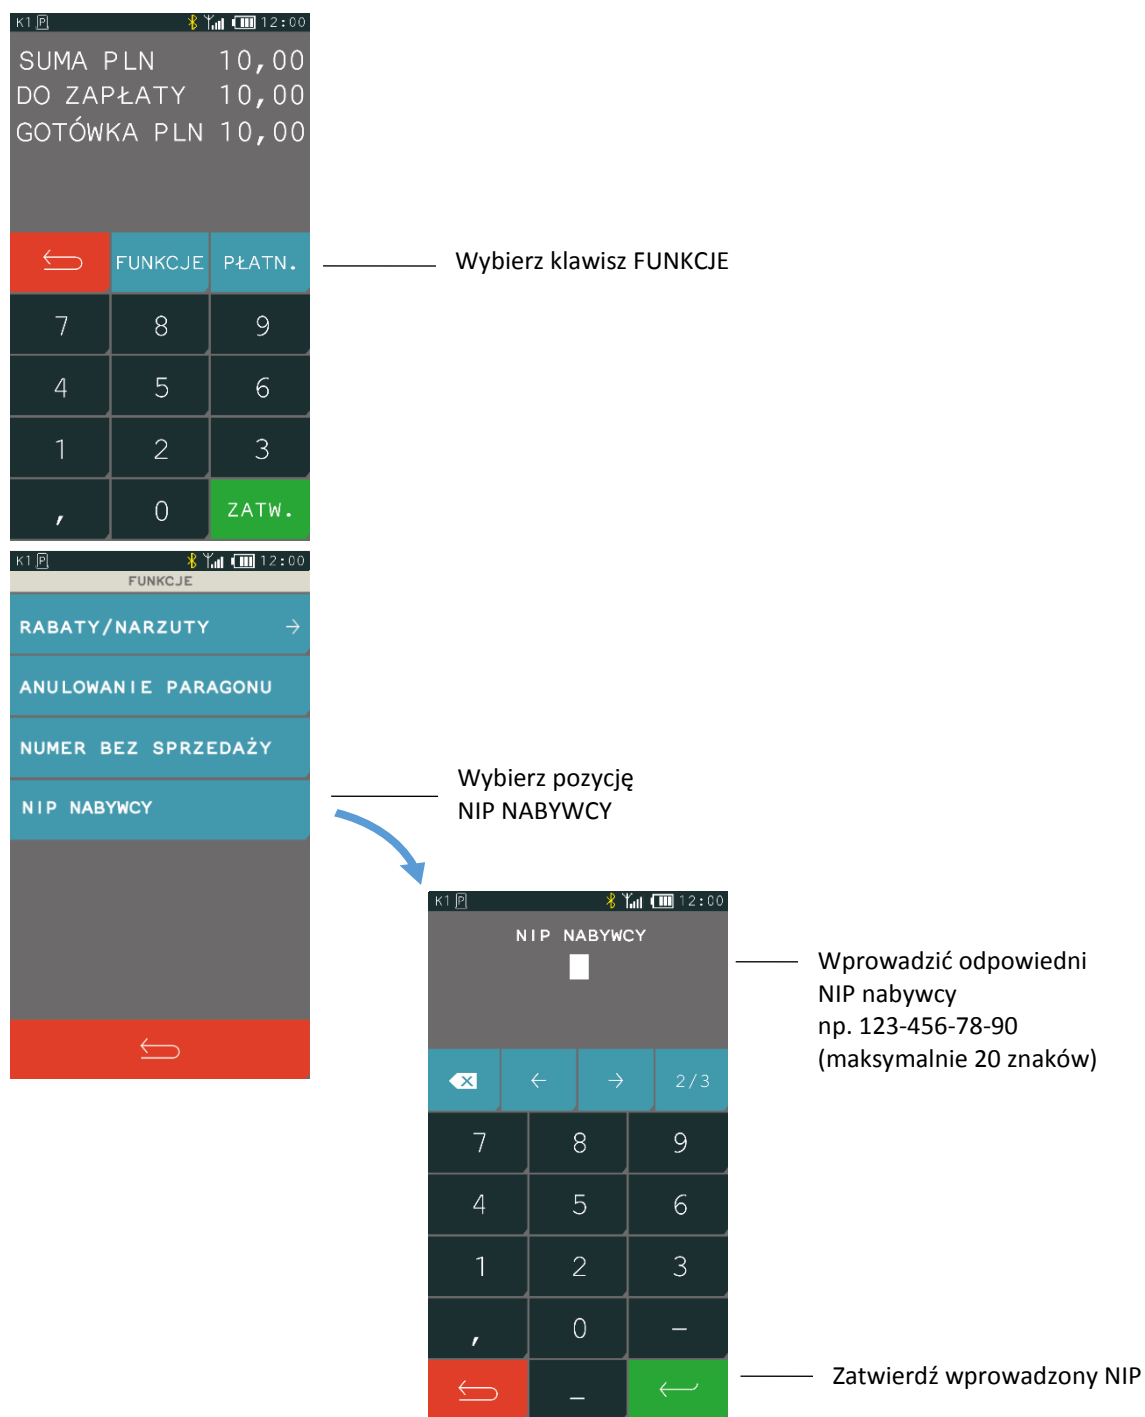 K1 P 12:00
SUMA PLN 10,00
DO ZAPŁATY 10,00
GOTÓWKA PLN 10,00
FUNKCJE PŁATN.
Wybierz klawisz FUNKCJE
7 8 9
4 5 6
1 2 3
, 0 ZATW.
K1 P 12:00
FUNKCJE
RABATY/NARZUTY →
ANULOWANIE PARAGONU
NUMER BEZ SPRZEDAŻY
NIP NABYWCY
Wybierz pozycję
NIP NABYWCY
K1 P 12:00
NIP NABYWCY
Wprowadzić odpowiedni
NIP nabywcy
np. 123-456-78-90
(maksymalnie 20 znaków)
← → 2/3
7 8 9
4 5 6
1 2 3
, 0 –
_
Zatwierdź wprowadzony NIP